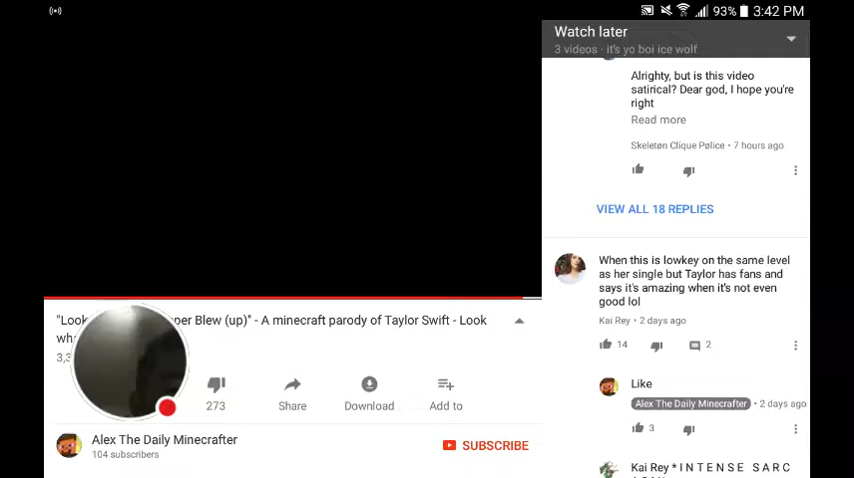 93% 3:42 PM
Watch later
3 videos · it's yo boi ice wolf
Alrighty, but is this video
satirical? Dear god, I hope you're
right
Read more
Skeletøn Clique Pølice • 7 hours ago
VIEW ALL 18 REPLIES
When this is lowkey on the same level
as her single but Taylor has fans and
says it's amazing when it's not even
good lol
Kai Rey • 2 days ago
14 2
Like
Alex The Daily Minecrafter • 2 days ago
3
Kai Rey * I N T E N S E S A R C
"Look per Blew (up)" - A minecraft parody of Taylor Swift - Look
273 Share Download Add to
Alex The Daily Minecrafter
104 subscribers
SUBSCRIBE